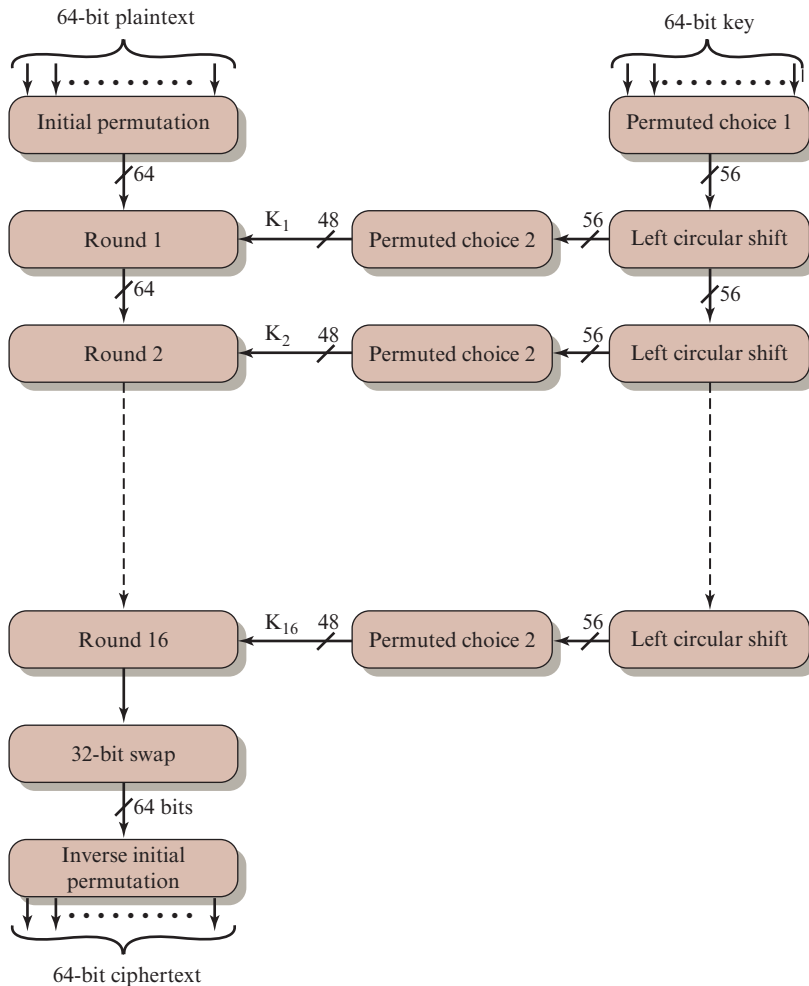 64-bit plaintext
64-bit key
Initial permutation
Permuted choice 1
64
56
Round 1
K1
48
Permuted choice 2
56
Left circular shift
64
56
Round 2
K2
48
Permuted choice 2
56
Left circular shift
Round 16
K16
48
Permuted choice 2
56
Left circular shift
32-bit swap
64 bits
Inverse initial
permutation
64-bit ciphertext